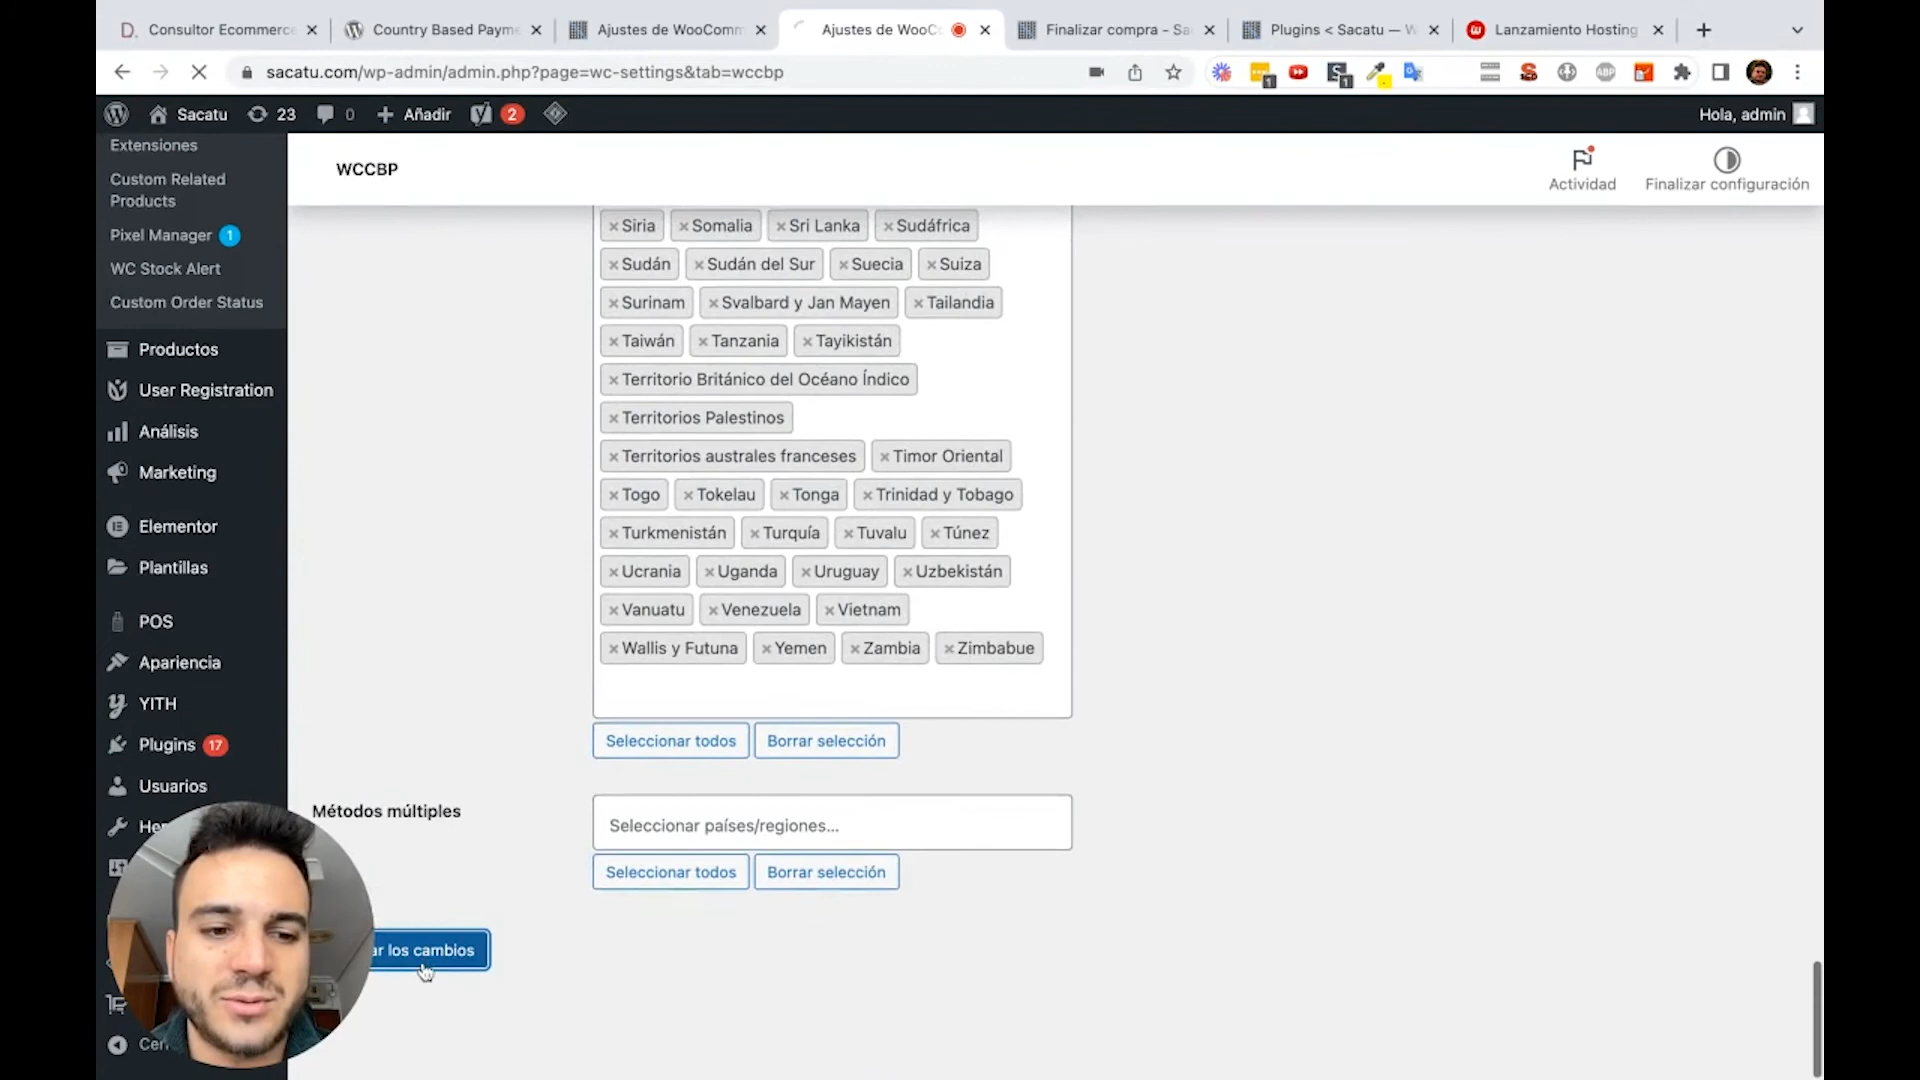 Consultor Ecommerce
Country Based Payme
Ajustes de WooComm
Ajustes de WooC
Finalizar compra - Sa
Plugins < Sacatu — W
Lanzamiento Hosting
sacatu.com/wp-admin/admin.php?page=wc-settings&tab=wccbp
Sacatu 23 0 Añadir 2
Hola, admin
Extensiones
Custom Related
Products
Pixel Manager 1
WC Stock Alert
Custom Order Status
Productos
User Registration
Análisis
Marketing
Elementor
Plantillas
POS
Apariencia
YITH
Plugins 17
Usuarios
Her
Cer
WCCBP
Actividad
Finalizar configuración
× Siria × Somalia × Sri Lanka × Sudáfrica
× Sudán × Sudán del Sur × Suecia × Suiza
× Surinam × Svalbard y Jan Mayen × Tailandia
× Taiwán × Tanzania × Tayikistán
× Territorio Británico del Océano Índico
× Territorios Palestinos
× Territorios australes franceses × Timor Oriental
× Togo × Tokelau × Tonga × Trinidad y Tobago
× Turkmenistán × Turquía × Tuvalu × Túnez
× Ucrania × Uganda × Uruguay × Uzbekistán
× Vanuatu × Venezuela × Vietnam
× Wallis y Futuna × Yemen × Zambia × Zimbabue
Seleccionar todos Borrar selección
Métodos múltiples
Seleccionar países/regiones...
Seleccionar todos Borrar selección
ar los cambios